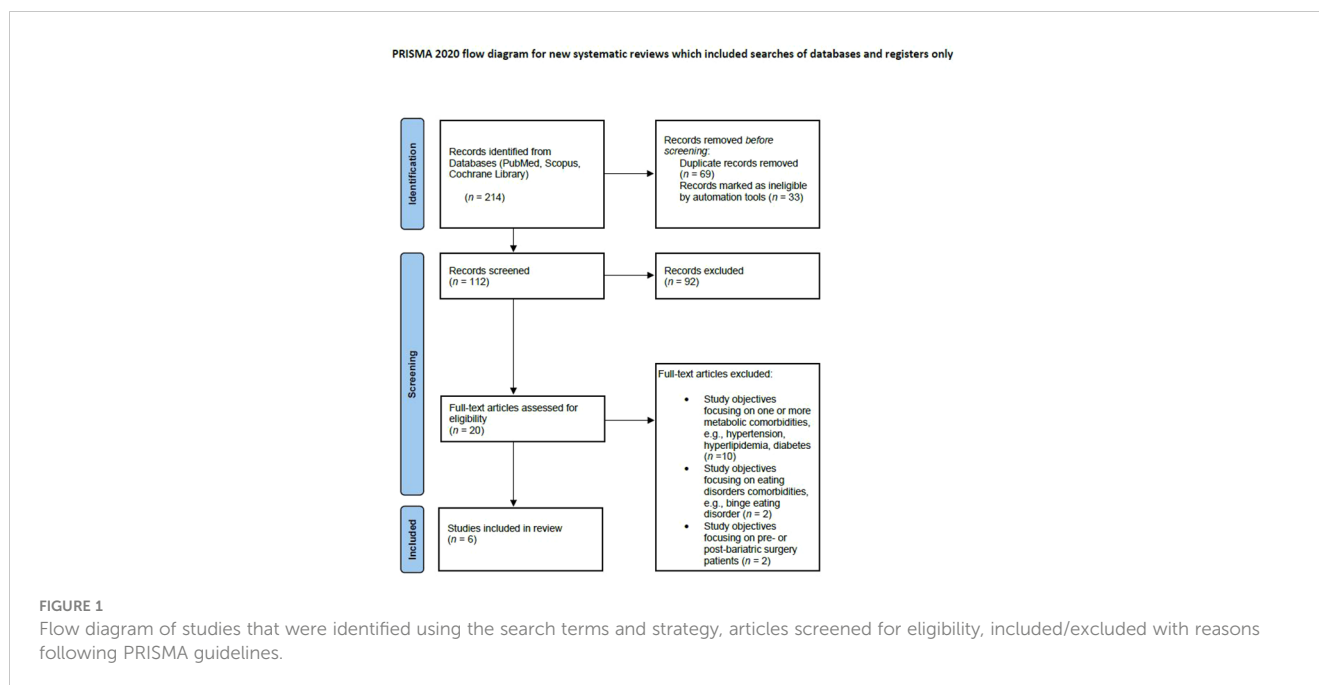 PRISMA 2020 flow diagram for new systematic reviews which included searches of databases and registers only
Identification
Records identified from
Databases (PubMed, Scopus,
Cochrane Library)
(n = 214)
Records removed before
screening:
Duplicate records removed
(n = 69)
Records marked as ineligible
by automation tools (n = 33)
Screening
Records screened
(n = 112)
Records excluded
(n = 92)
Full-text articles assessed for
eligibility
(n = 20)
Full-text articles excluded:
• Study objectives
focusing on one or more
metabolic comorbidities,
e.g., hypertension,
hyperlipidemia, diabetes
(n =10)
• Study objectives
focusing on eating
disorders comorbidities,
e.g., binge eating
disorder (n = 2)
• Study objectives
focusing on pre- or
post-bariatric surgery
patients (n = 2)
Included
Studies included in review
(n = 6)
FIGURE 1
Flow diagram of studies that were identified using the search terms and strategy, articles screened for eligibility, included/excluded with reasons
following PRISMA guidelines.